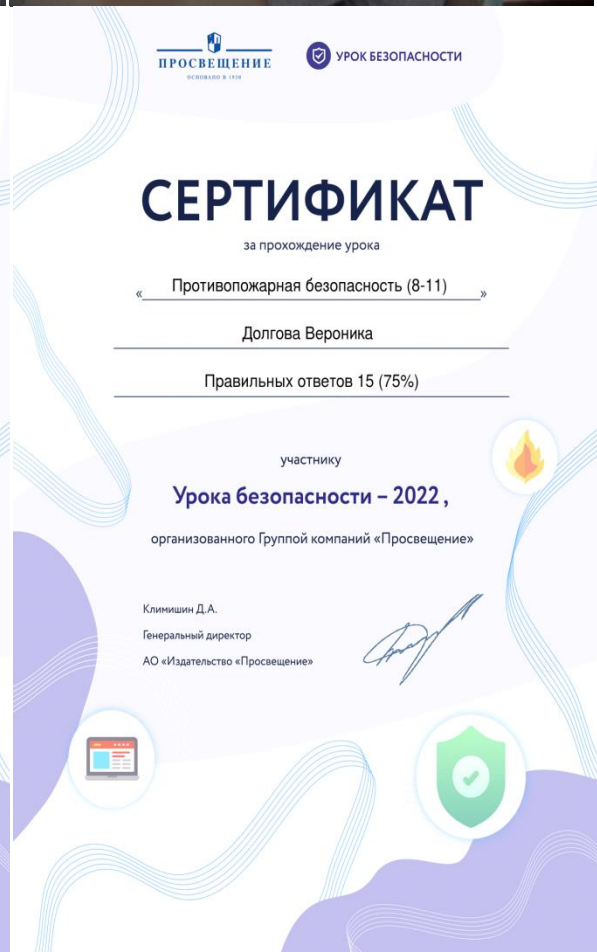 ПРОСВЕЩЕНИЕ
ОСНОВАНО В 1930
УРОК БЕЗОПАСНОСТИ
СЕРТИФИКАТ
за прохождение урока
« Противопожарная безопасность (8-11) »
Долгова Вероника
Правильных ответов 15 (75%)
участнику
Урока безопасности – 2022 ,
организованного Группой компаний «Просвещение»
Климишин Д.А.
Генеральный директор
АО «Издательство «Просвещение»